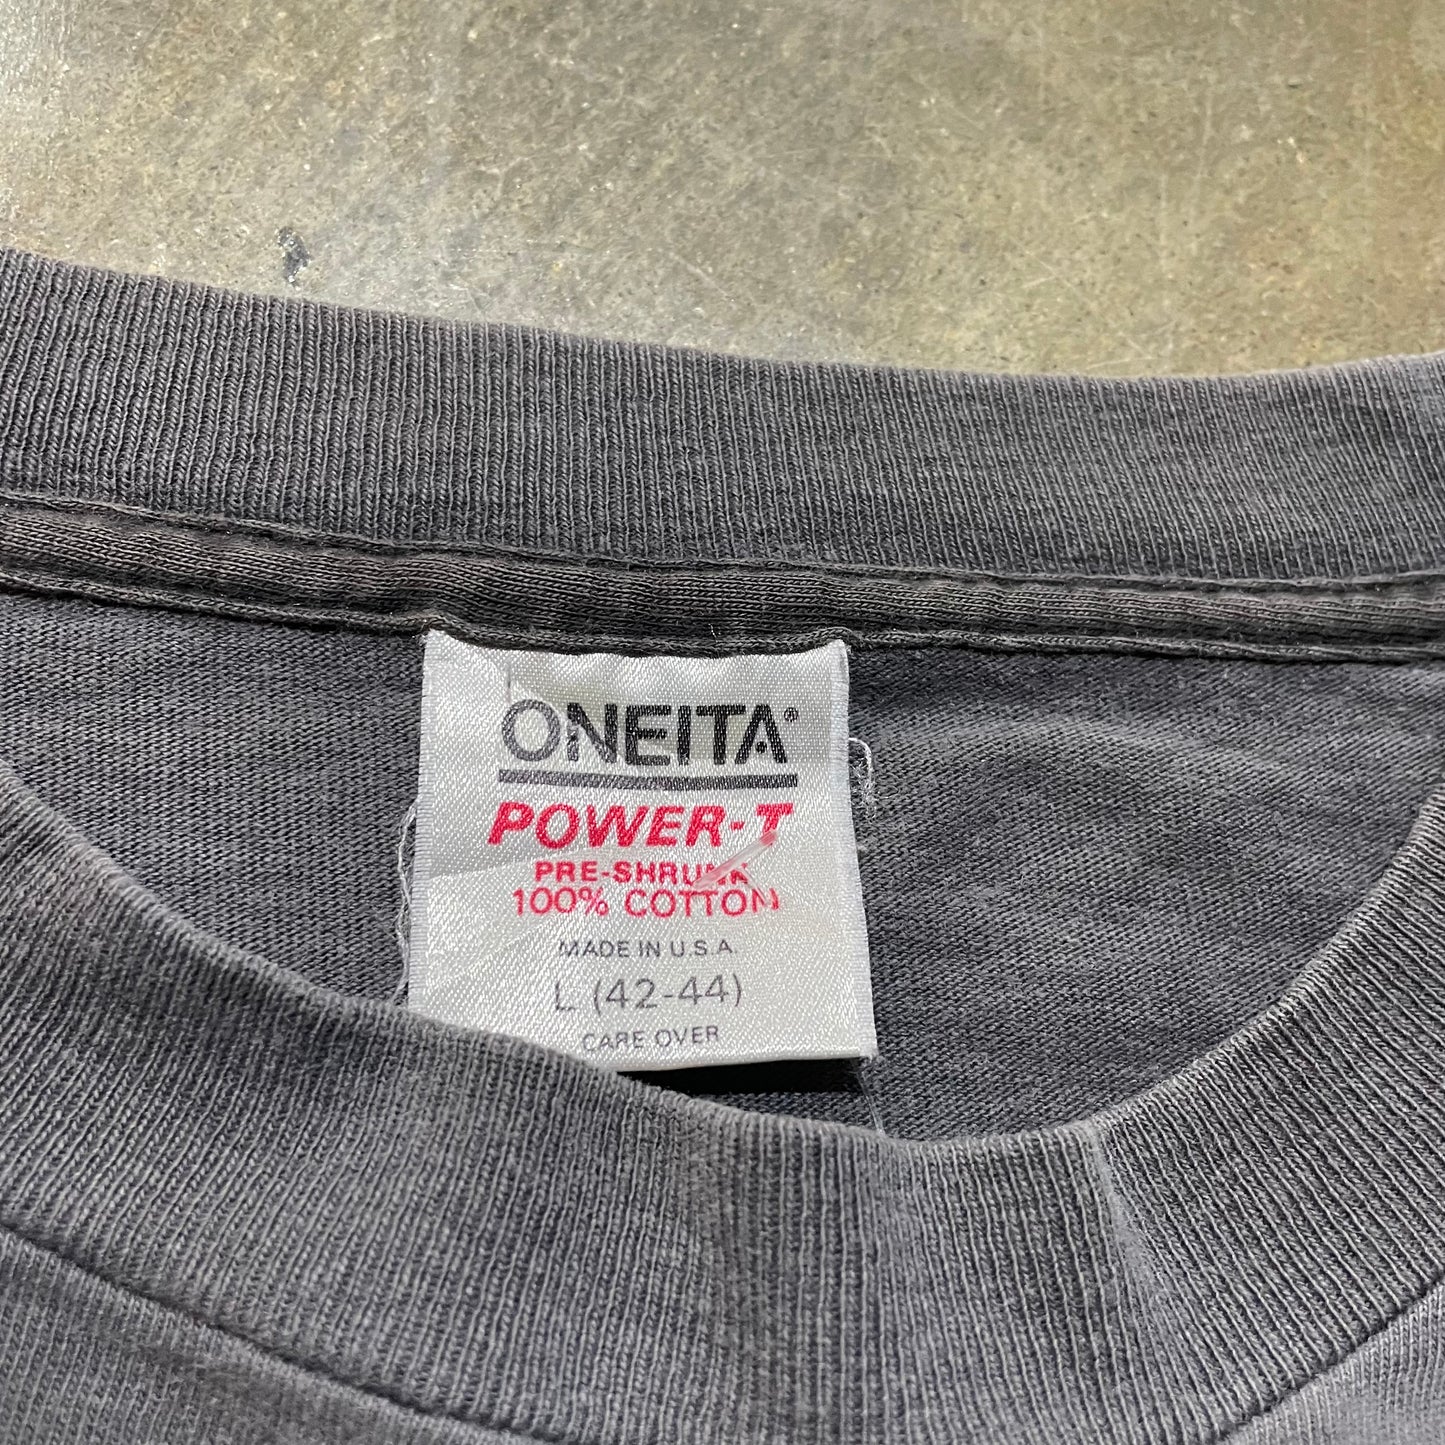 ONEITA®
POWER-T
PRE-SHRUNK
100% COTTON
MADE IN U.S.A.
L (42-44)
CARE OVER